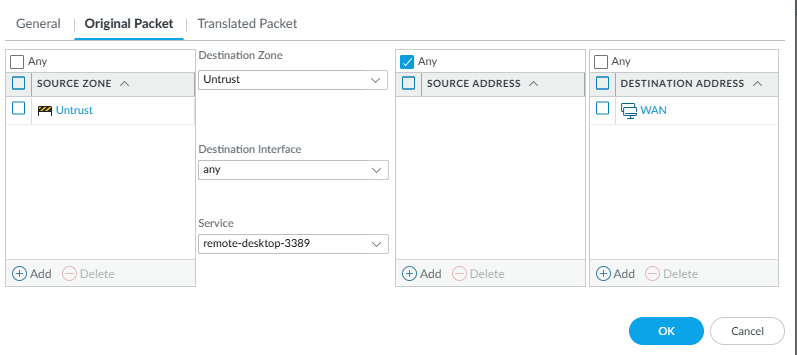 General Original Packet Translated Packet
Any
SOURCE ZONE
Untrust
Add Delete
Destination Zone
Untrust
Destination Interface
any
Service
remote-desktop-3389
Any
SOURCE ADDRESS
Add Delete
Any
DESTINATION ADDRESS
WAN
Add Delete
OK Cancel